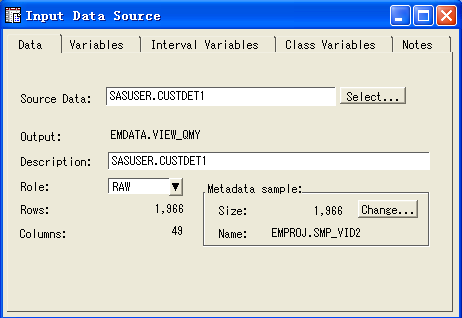 Input Data Source
Data Variables Interval Variables Class Variables Notes
Source Data: SASUSER.CUSTDET1 Select...
Output: EMDATA.VIEW_QMY
Description: SASUSER.CUSTDET1
Role: RAW Metadata sample:
Rows: 1,966 Size: 1,966 Change...
Columns: 49 Name: EMPROJ.SMP_VID2